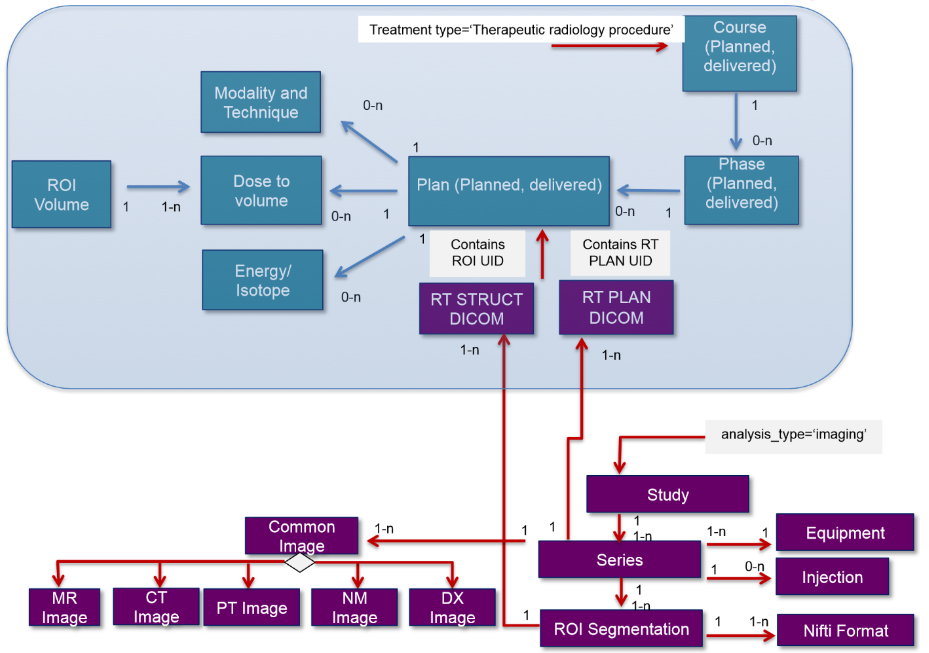 Treatment type='Therapeutic radiology procedure'
Course
(Planned,
delivered)
1
0-n
Modality and
Technique
0-n
1
ROI
Volume
1
1-n
Dose to
volume
0-n
1
Plan (Planned, delivered)
0-n
1
Phase
(Planned,
delivered)
Energy/
Isotope
0-n
1
Contains
ROI UID
Contains RT
PLAN UID
RT STRUCT
DICOM
RT PLAN
DICOM
1-n
1-n
analysis_type='imaging'
Study
1
1-n
Common
Image
1-n
1
1
Series
1-n
1
Equipment
1
0-n
Injection
1
1-n
MR
Image
CT
Image
PT Image
NM
Image
DX
Image
1
ROI Segmentation
1
1-n
Nifti Format